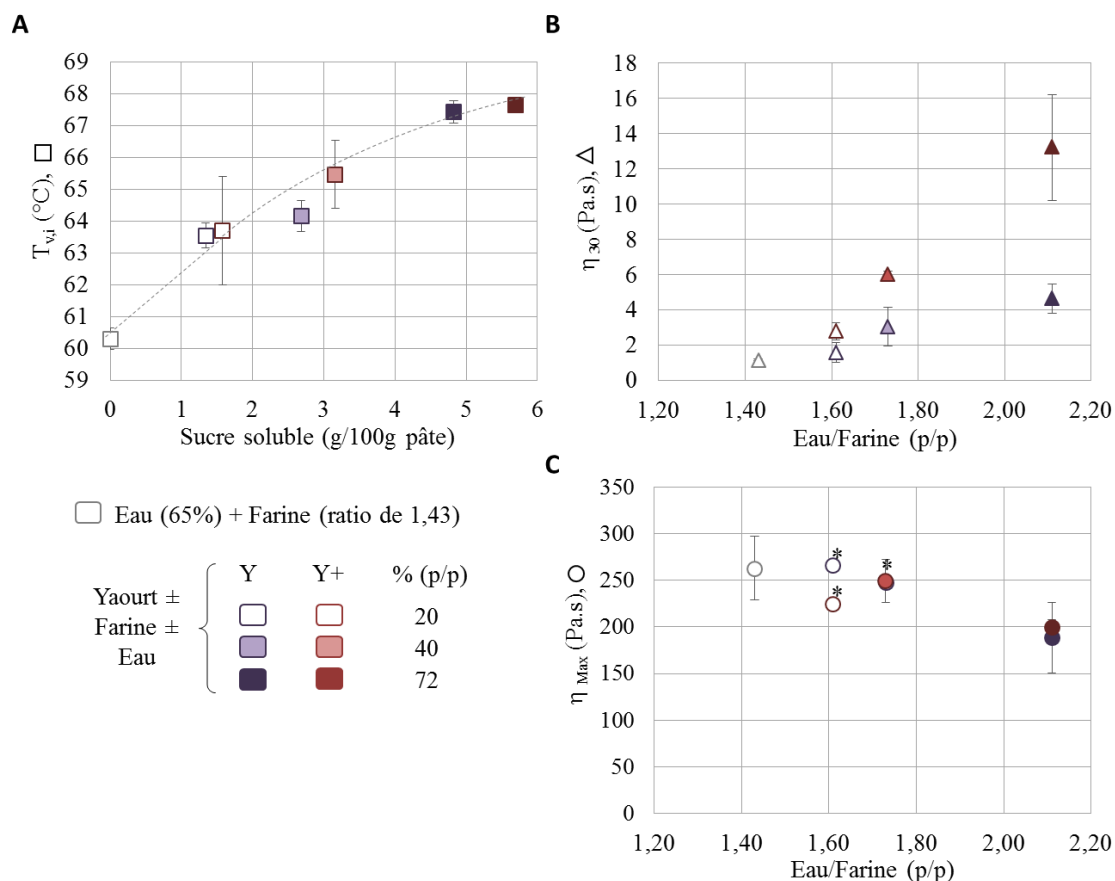 A
69
68
67
66
65
64
63
62
61
60
59
T v,i (°C), □
0 1 2 3 4 5 6
Sucre soluble (g/100g pâte)
B
18
16
14
12
10
8
6
4
2
0
η 30 (Pa.s), △
1,20 1,40 1,60 1,80 2,00 2,20
Eau/Farine (p/p)
Eau (65%) + Farine (ratio de 1,43)
Y Y+ % (p/p)
Yaourt ±
Farine ±
Eau
20
40
72
C
350
300
250
200
150
100
50
0
η Max (Pa.s), ○
*
*
*
1,20 1,40 1,60 1,80 2,00 2,20
Eau/Farine (p/p)